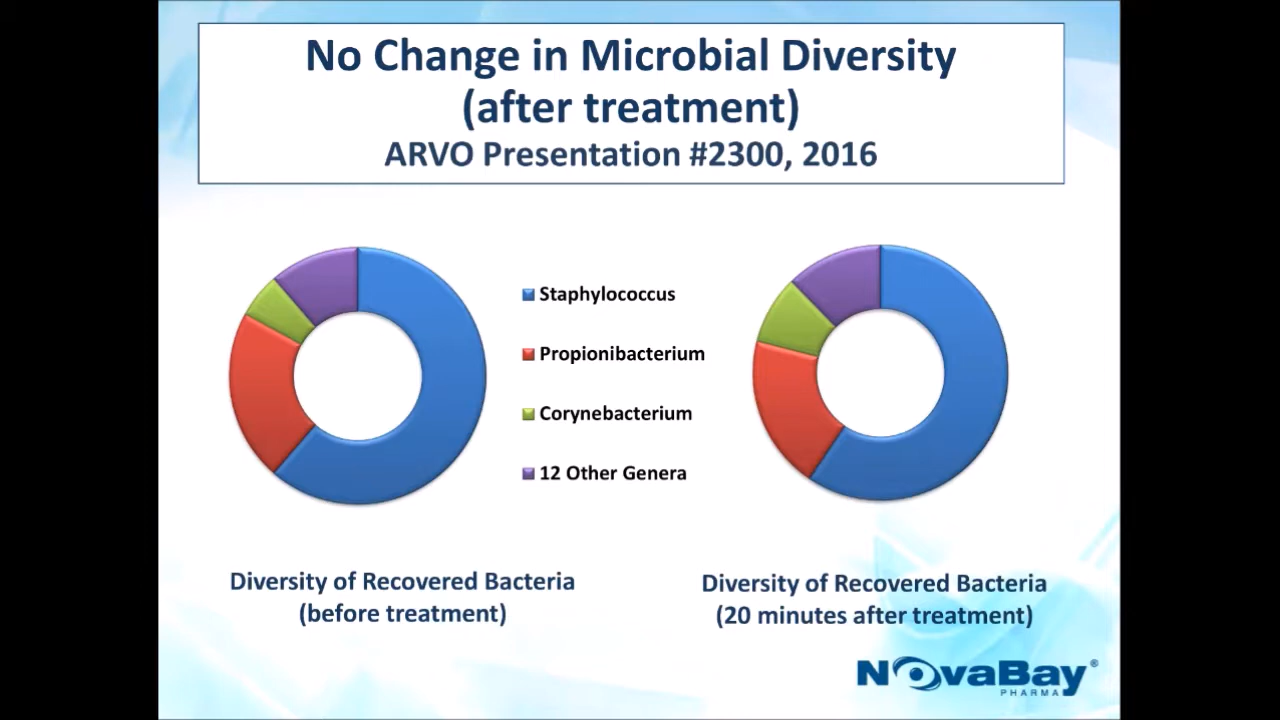 No Change in Microbial Diversity
(after treatment)
ARVO Presentation #2300, 2016
Staphylococcus
Propionibacterium
Corynebacterium
12 Other Genera
Diversity of Recovered Bacteria
(before treatment)
Diversity of Recovered Bacteria
(20 minutes after treatment)
NovaBay®
PHARMA